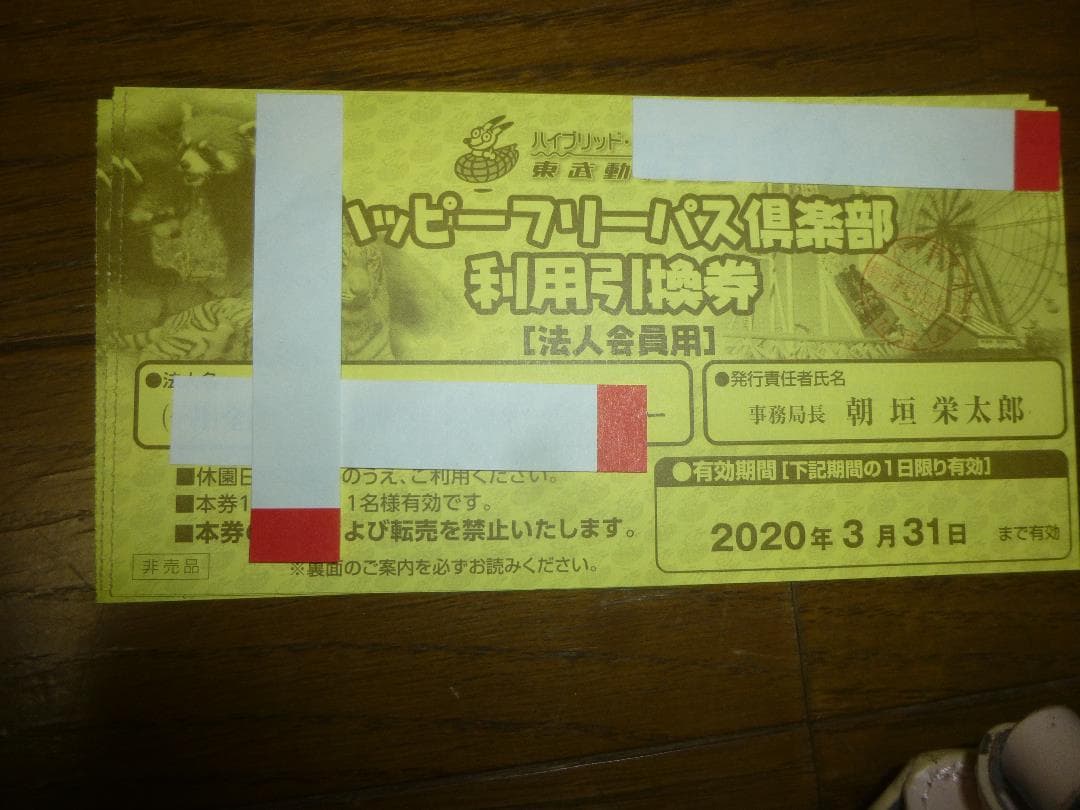 ハイブリッド・
東武動
ハッピーフリーパス倶楽部
利用引換券
[法人会員用]
●法人名
●発行責任者氏名
事務局長 朝垣栄太郎
■休園日 のうえ、ご利用ください。
■本券1 1名様有効です。
■本券 よび転売を禁止いたします。
●有効期間[下記期間の1日限り有効]
2020年3月31日 まで有効
非売品
※裏面のご案内を必ずお読みください。